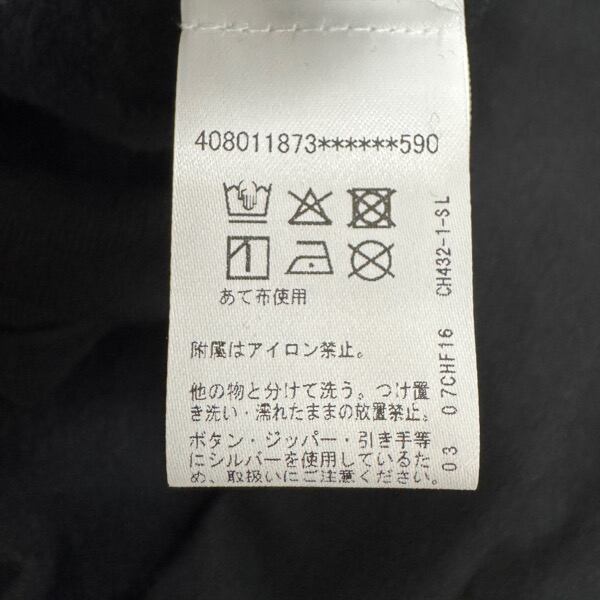 408011873******590
あて布使用
附属はアイロン禁止。
他の物と分けて洗う。つけ置
き洗い・濡れたままの放置禁止。
ボタン・ジッパー・引き手等
にシルバーを使用しているた
め、取扱いにご注意ください。
03 07CHF16 CH432-1-SL